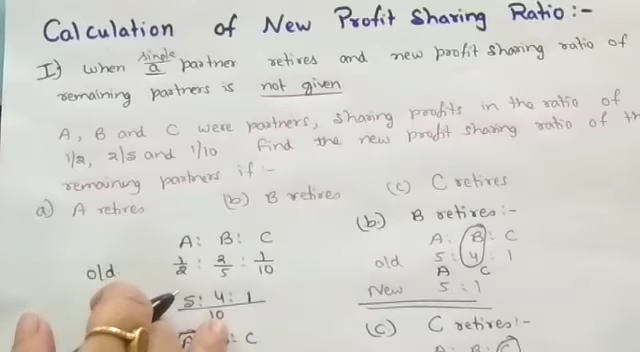 Calculation of New Profit Sharing Ratio:-
I) when single a partner retires and new profit sharing ratio of
remaining partners is not given
A, B and C were partners, sharing profits in the ratio of
1/2, 2/5 and 1/10 Find the new profit sharing ratio of the
remaining partners if :-
a) A retires (b) B retires (c) C retires
A: B: C
old 1/2 : 2/5 : 1/10
5: 4: 1
10
: C
(b) B retires:-
A: B: C
old 5: 4: 1
A C
New 5 : 1
(c) C retires:-
A: B: C